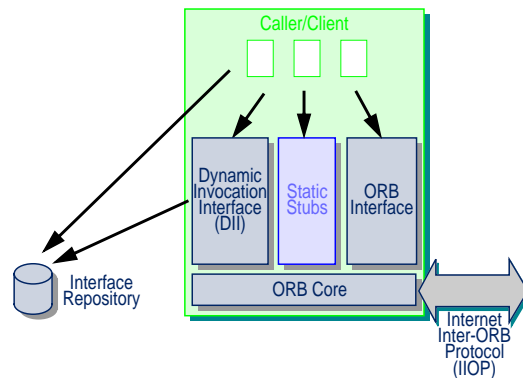 Caller/Client
Dynamic
Invocation
Interface
(DII)
Static
Stubs
ORB
Interface
Interface
Repository
ORB Core
Internet
Inter-ORB
Protocol
(IIOP)